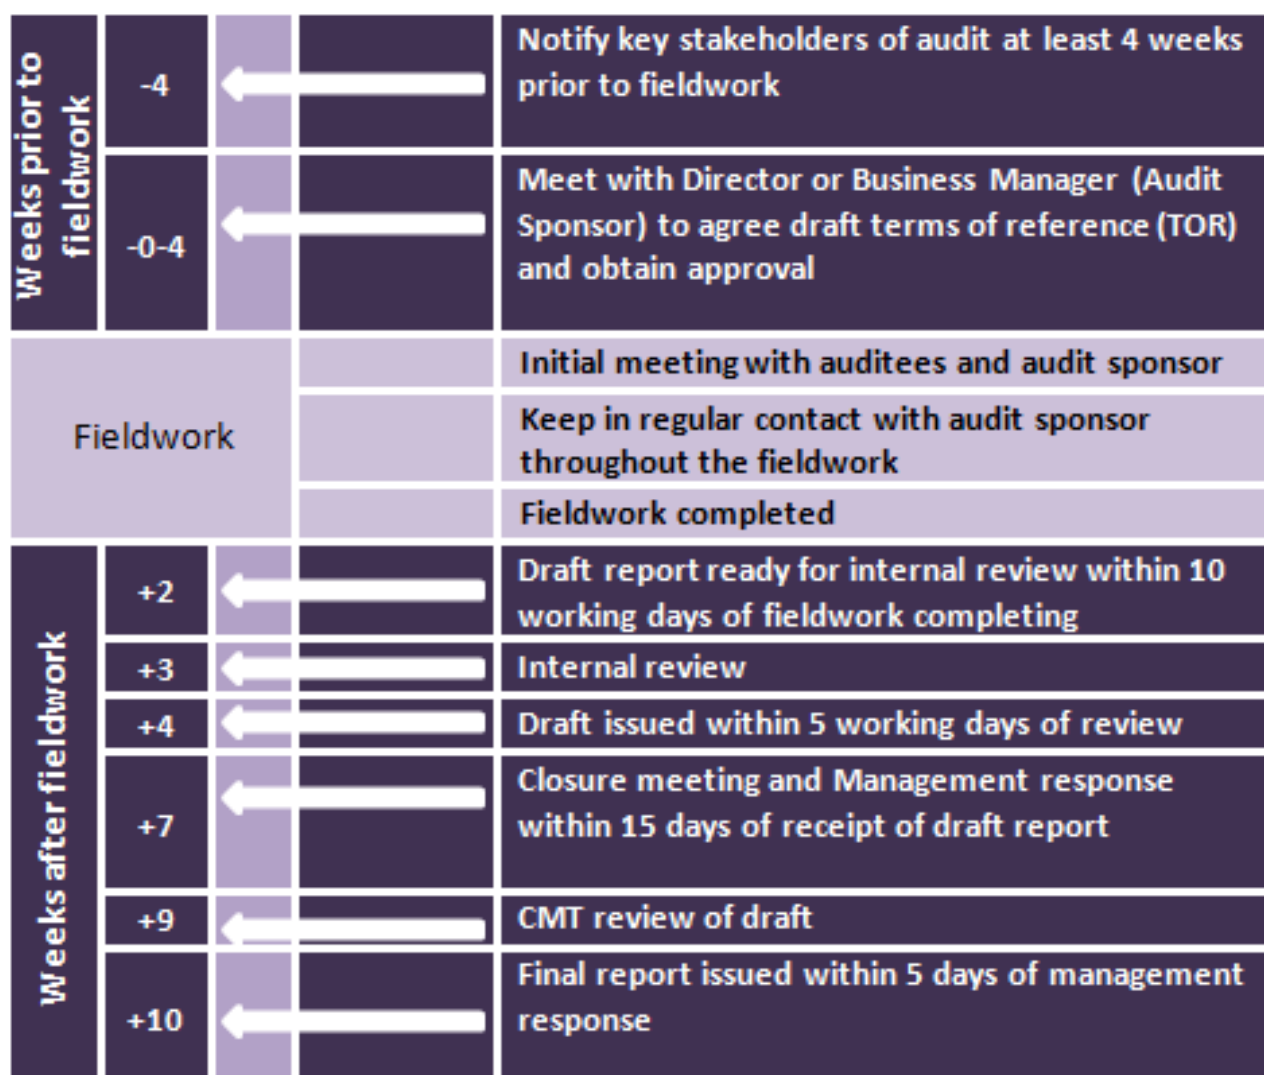 Weeks prior to
fieldwork
-4
Notify key stakeholders of audit at least 4 weeks
prior to fieldwork
-0-4
Meet with Director or Business Manager (Audit
Sponsor) to agree draft terms of reference (TOR)
and obtain approval
Fieldwork
Initial meeting with auditees and audit sponsor
Keep in regular contact with audit sponsor
throughout the fieldwork
Fieldwork completed
Weeks after fieldwork
+2
Draft report ready for internal review within 10
working days of fieldwork completing
+3
Internal review
+4
Draft issued within 5 working days of review
+7
Closure meeting and Management response
within 15 days of receipt of draft report
+9
CMT review of draft
+10
Final report issued within 5 days of management
response